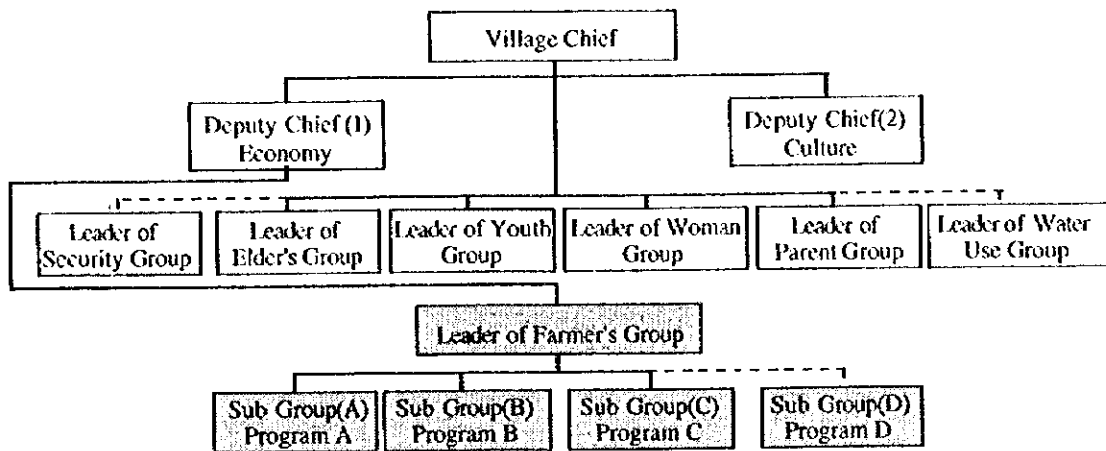 Village Chief
Deputy Chief (1)
Economy
Deputy Chief(2)
Culture
Leader of
Security Group
Leader of
Elder's Group
Leader of Youth
Group
Leader of Woman
Group
Leader of
Parent Group
Leader of Water
Use Group
Leader of Farmer's Group
Sub Group(A)
Program A
Sub Group(B)
Program B
Sub Group(C)
Program C
Sub Group(D)
Program D